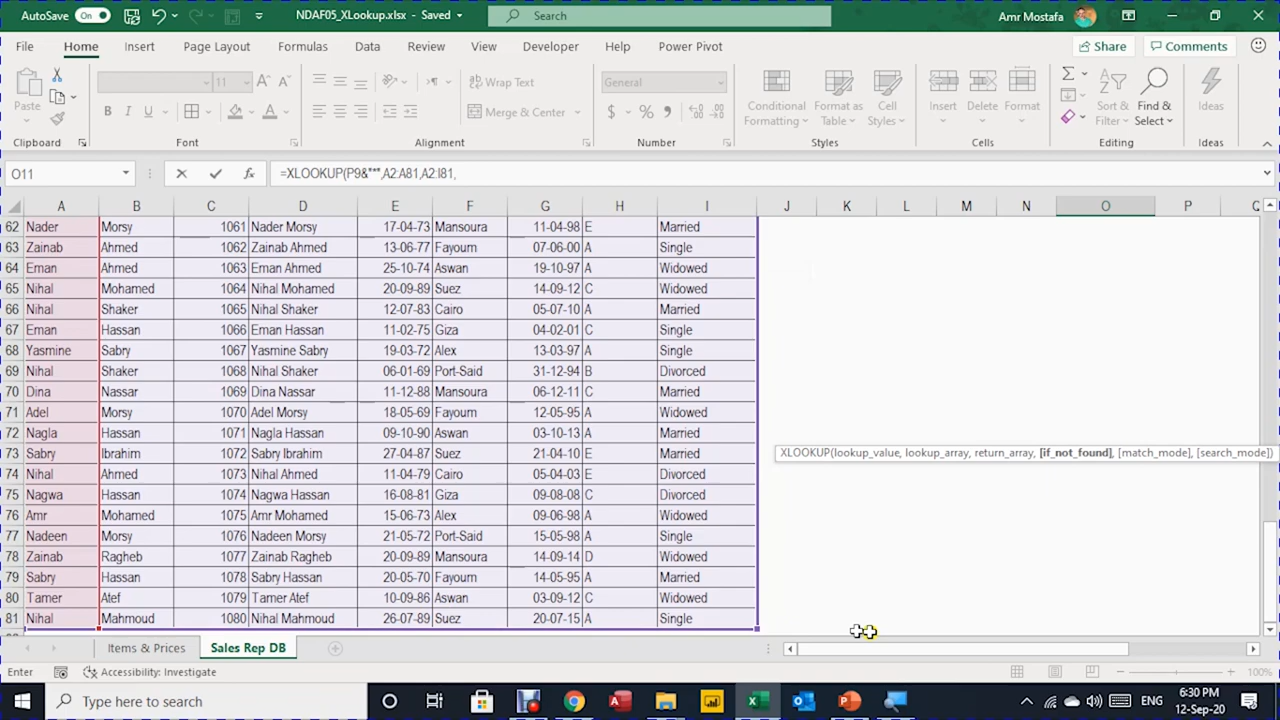 AutoSave On NDAF05_XLookup.xlsx - Saved Search Amr Mostafa
File Home Insert Page Layout Formulas Data Review View Developer Help Power Pivot Share Comments
Paste 11 Wrap Text General Conditional Format as Cell Insert Delete Format Sort & Find & Ideas
B I U Merge & Center $ % Formatting Table Styles Filter Select
Clipboard Font Alignment Number Styles Cells Editing Ideas
O11 fx =XLOOKUP(P9&"*",A2:A81,A2:I81,
A B C D E F G H I J K L M N O P
62 Nader Morsy 1061 Nader Morsy 17-04-73 Mansoura 11-04-98 E Married
63 Zainab Ahmed 1062 Zainab Ahmed 13-06-77 Fayoum 07-06-00 A Single
64 Eman Ahmed 1063 Eman Ahmed 25-10-74 Aswan 19-10-97 A Widowed
65 Nihal Mohamed 1064 Nihal Mohamed 20-09-89 Suez 14-09-12 C Widowed
66 Nihal Shaker 1065 Nihal Shaker 12-07-83 Cairo 05-07-10 A Married
67 Eman Hassan 1066 Eman Hassan 11-02-75 Giza 04-02-01 C Single
68 Yasmine Sabry 1067 Yasmine Sabry 19-03-72 Alex 13-03-97 A Single
69 Nihal Shaker 1068 Nihal Shaker 06-01-69 Port-Said 31-12-94 B Divorced
70 Dina Nassar 1069 Dina Nassar 11-12-88 Mansoura 06-12-11 C Married
71 Adel Morsy 1070 Adel Morsy 18-05-69 Fayoum 12-05-95 A Widowed
72 Nagla Hassan 1071 Nagla Hassan 09-10-90 Aswan 03-10-13 A Married
73 Sabry Ibrahim 1072 Sabry Ibrahim 27-04-87 Suez 21-04-10 E Married
XLOOKUP(lookup_value, lookup_array, return_array, [if_not_found], [match_mode], [search_mode])
74 Nihal Ahmed 1073 Nihal Ahmed 11-04-79 Cairo 05-04-03 E Divorced
75 Nagwa Hassan 1074 Nagwa Hassan 16-08-81 Giza 09-08-08 C Divorced
76 Amr Mohamed 1075 Amr Mohamed 15-06-73 Alex 09-06-98 A Widowed
77 Nadeen Morsy 1076 Nadeen Morsy 21-05-72 Port-Said 15-05-98 A Single
78 Zainab Ragheb 1077 Zainab Ragheb 20-09-89 Mansoura 14-09-14 D Widowed
79 Sabry Hassan 1078 Sabry Hassan 20-05-70 Fayoum 14-05-95 A Married
80 Tamer Atef 1079 Tamer Atef 10-09-86 Aswan 03-09-12 C Widowed
81 Nihal Mahmoud 1080 Nihal Mahmoud 26-07-89 Suez 20-07-15 A Single
Items & Prices Sales Rep DB
Enter Accessibility: Investigate 100%
Type here to search ENG 6:30 PM
12-Sep-20